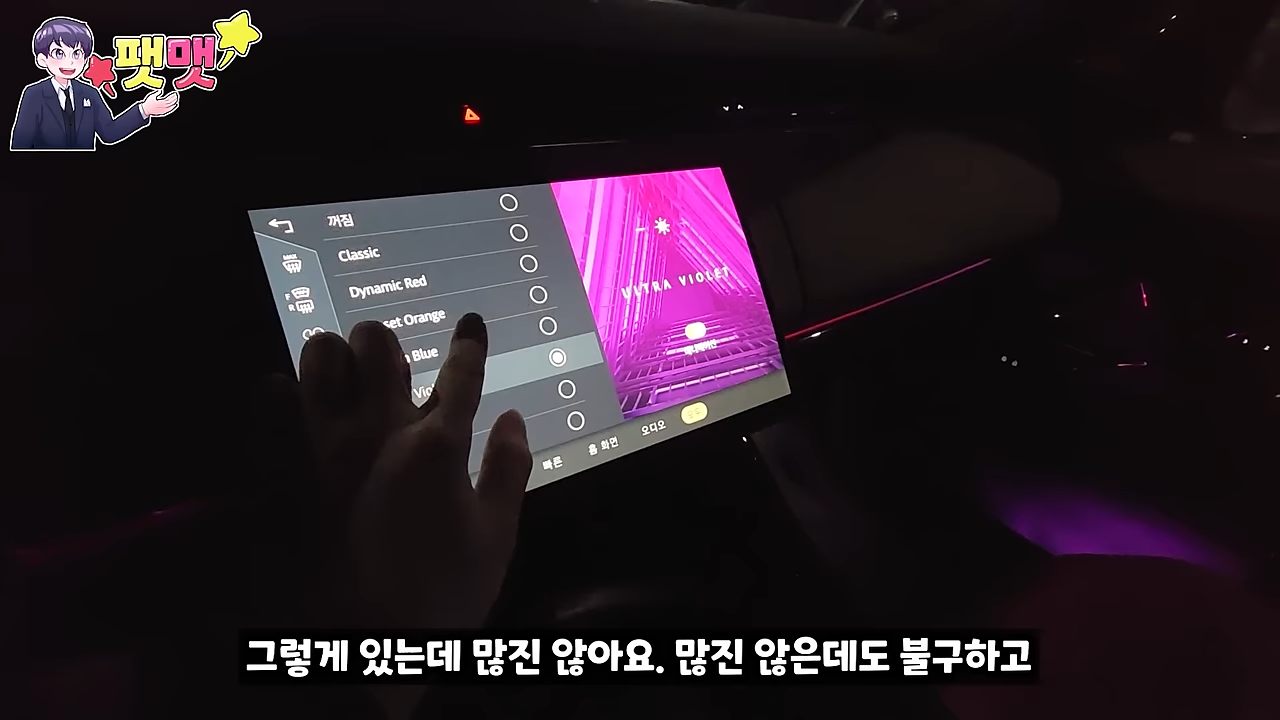 팻맷
꺼짐
Classic
Dynamic Red
set Orange
Blue
ULTRA VIOLET
MAX
F
R
빠른
홈 화면
오디오
그렇게 있는데 많진 않아요. 많진 않은데도 불구하고